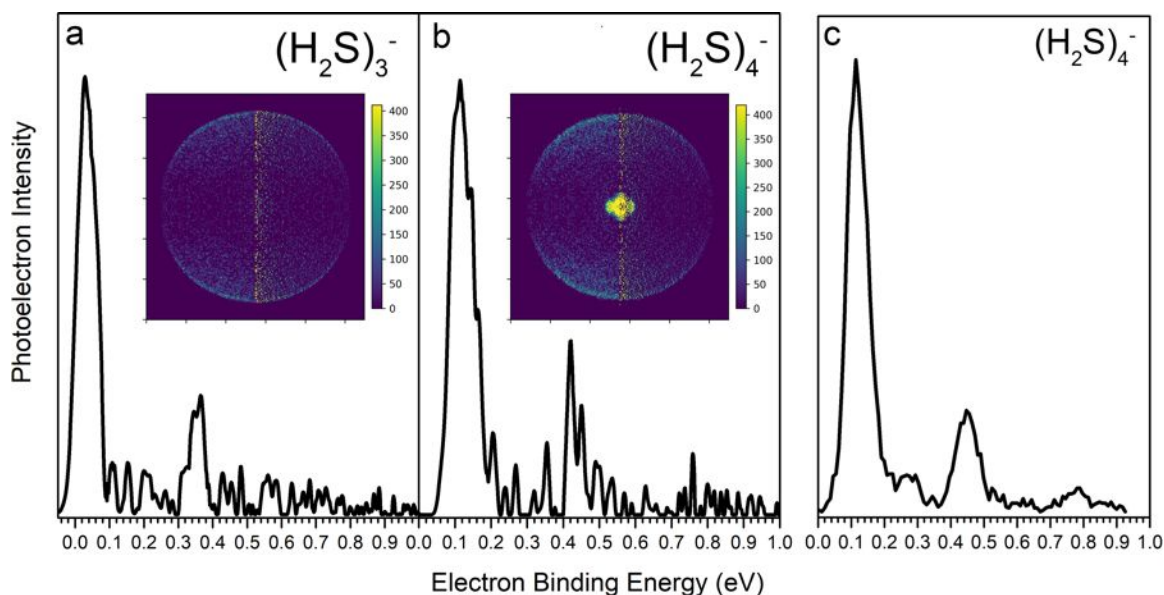 a
(H₂S)₃⁻
400
350
300
250
200
150
100
50
0
b
(H₂S)₄⁻
400
350
300
250
200
150
100
50
0
c
(H₂S)₄⁻
Photoelectron Intensity
0.0 0.1 0.2 0.3 0.4 0.5 0.6 0.7 0.8 0.9
0.1 0.2 0.3 0.4 0.5 0.6 0.7 0.8 0.9 1.0
0.0 0.1 0.2 0.3 0.4 0.5 0.6 0.7 0.8 0.9 1.0
Electron Binding Energy (eV)